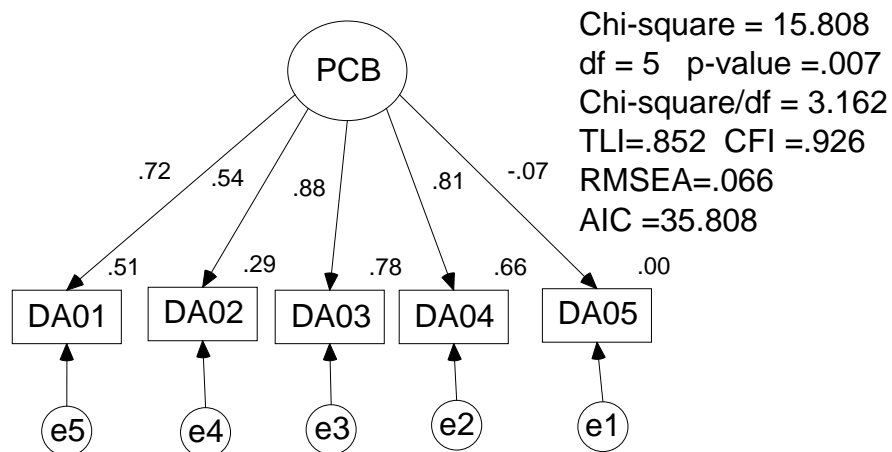 PCB
Chi-square = 15.808
df = 5 p-value =.007
Chi-square/df = 3.162
TLI=.852 CFI =.926
RMSEA=.066
AIC =35.808
.72 .54 .88 .81 -.07
.51 .29 .78 .66 .00
DA01 DA02 DA03 DA04 DA05
e5 e4 e3 e2 e1